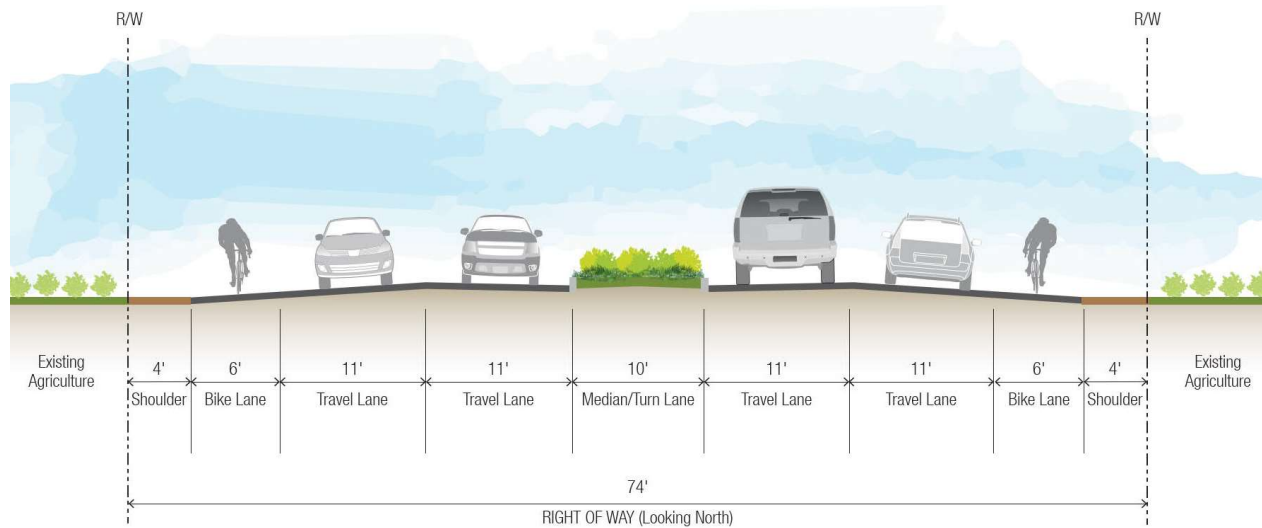 R/W
R/W
Existing
Agriculture
4'
6'
11'
11'
10'
11'
11'
6'
4'
Existing
Agriculture
Shoulder
Bike Lane
Travel Lane
Travel Lane
Median/Turn Lane
Travel Lane
Travel Lane
Bike Lane
Shoulder
74'
RIGHT OF WAY (Looking North)